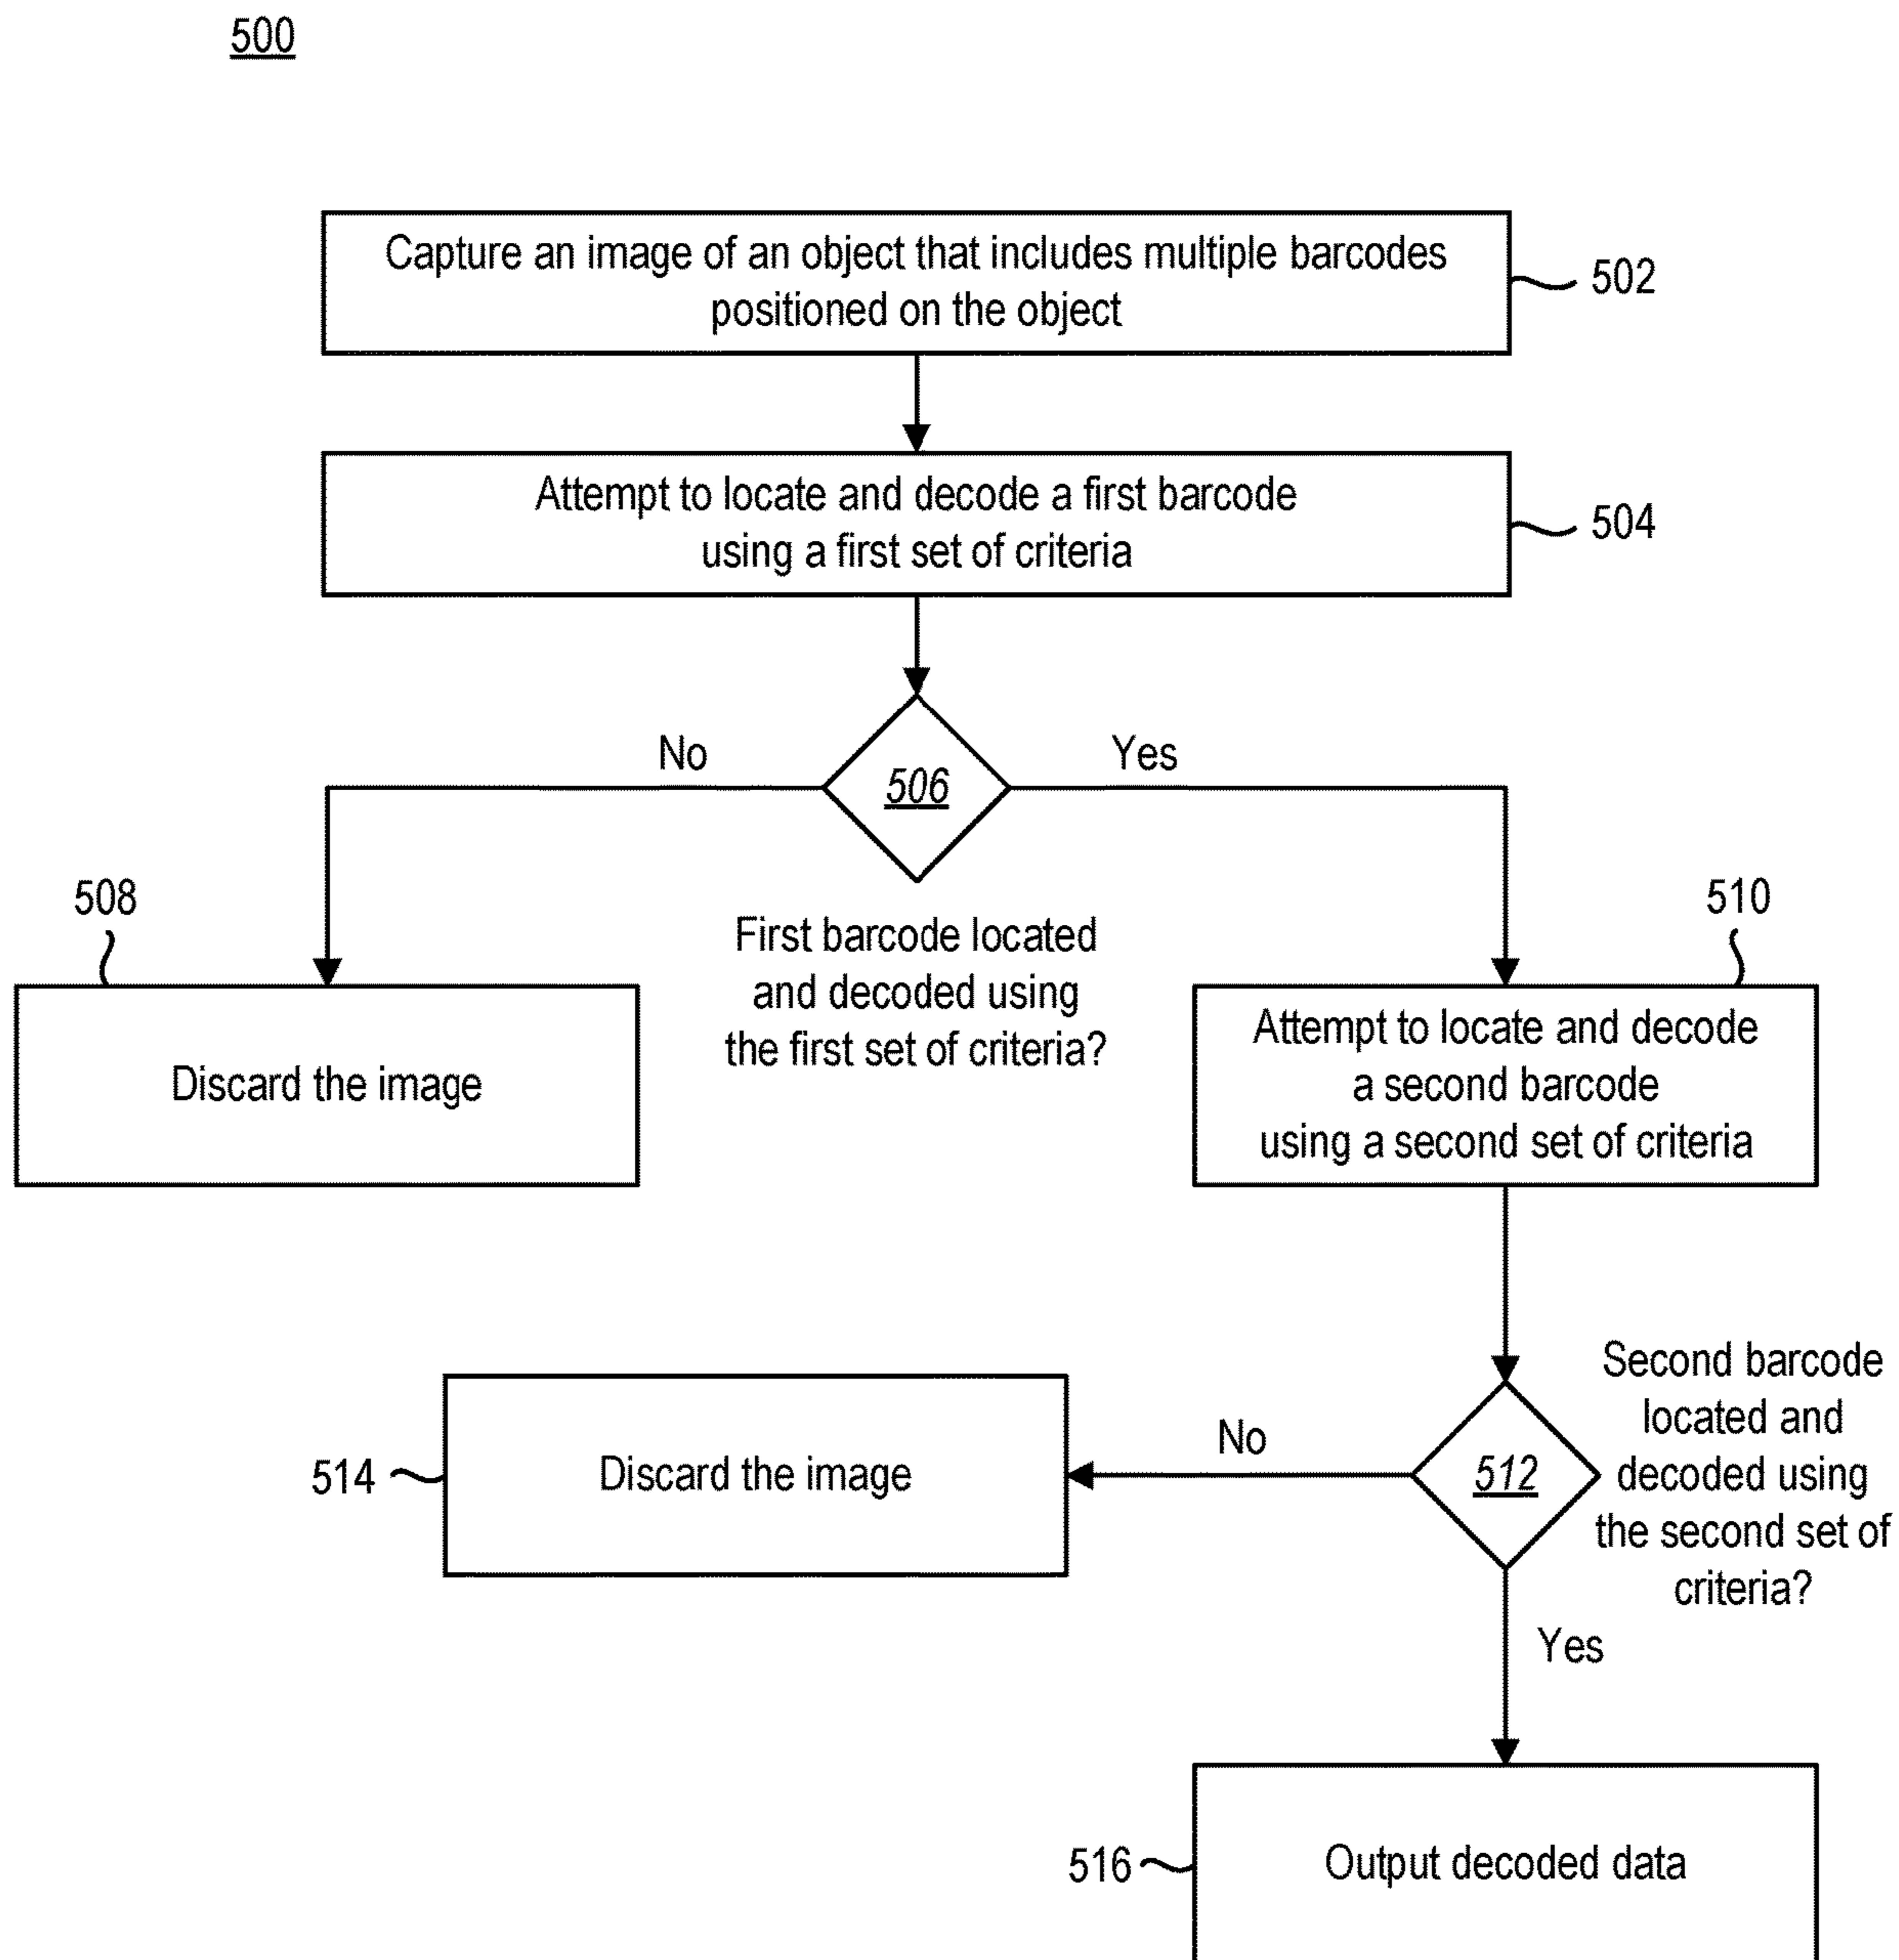 500
Capture an image of an object that includes multiple barcodes
positioned on the object
502
Attempt to locate and decode a first barcode
using a first set of criteria
504
No
Yes
506
First barcode located
and decoded using
the first set of criteria?
508
Discard the image
510
Attempt to locate and decode
a second barcode
using a second set of criteria
Second barcode
located and
decoded using
the second set of
criteria?
512
No
514
Discard the image
Yes
516
Output decoded data